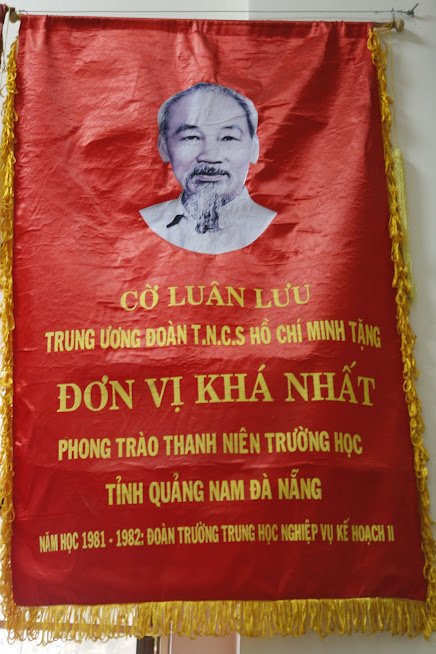 CỜ LUÂN LƯU
TRUNG ƯƠNG ĐOÀN T.N.C.S HỒ CHÍ MINH TẶNG
ĐƠN VỊ KHÁ NHẤT
PHONG TRÀO THANH NIÊN TRƯỜNG HỌC
TỈNH QUẢNG NAM ĐÀ NẴNG
NĂM HỌC 1981 - 1982: ĐOÀN TRƯỜNG TRUNG HỌC NGHIỆP VỤ KẾ HOẠCH II